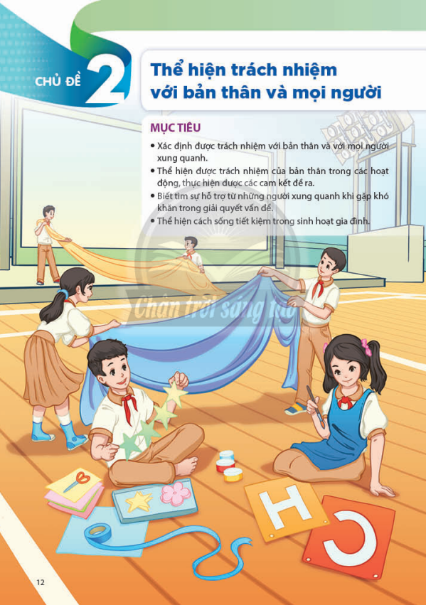 CHỦ ĐỀ 2
Thể hiện trách nhiệm
với bản thân và mọi người
MỤC TIÊU
• Xác định được trách nhiệm với bản thân và với mọi người
xung quanh.
• Thể hiện được trách nhiệm của bản thân trong các hoạt
động, thực hiện được các cam kết đề ra.
• Biết tìm sự hỗ trợ từ những người xung quanh khi gặp khó
khăn trong giải quyết vấn đề.
• Thể hiện cách sống tiết kiệm trong sinh hoạt gia đình.
Chân trời sáng tạo
H
C
12